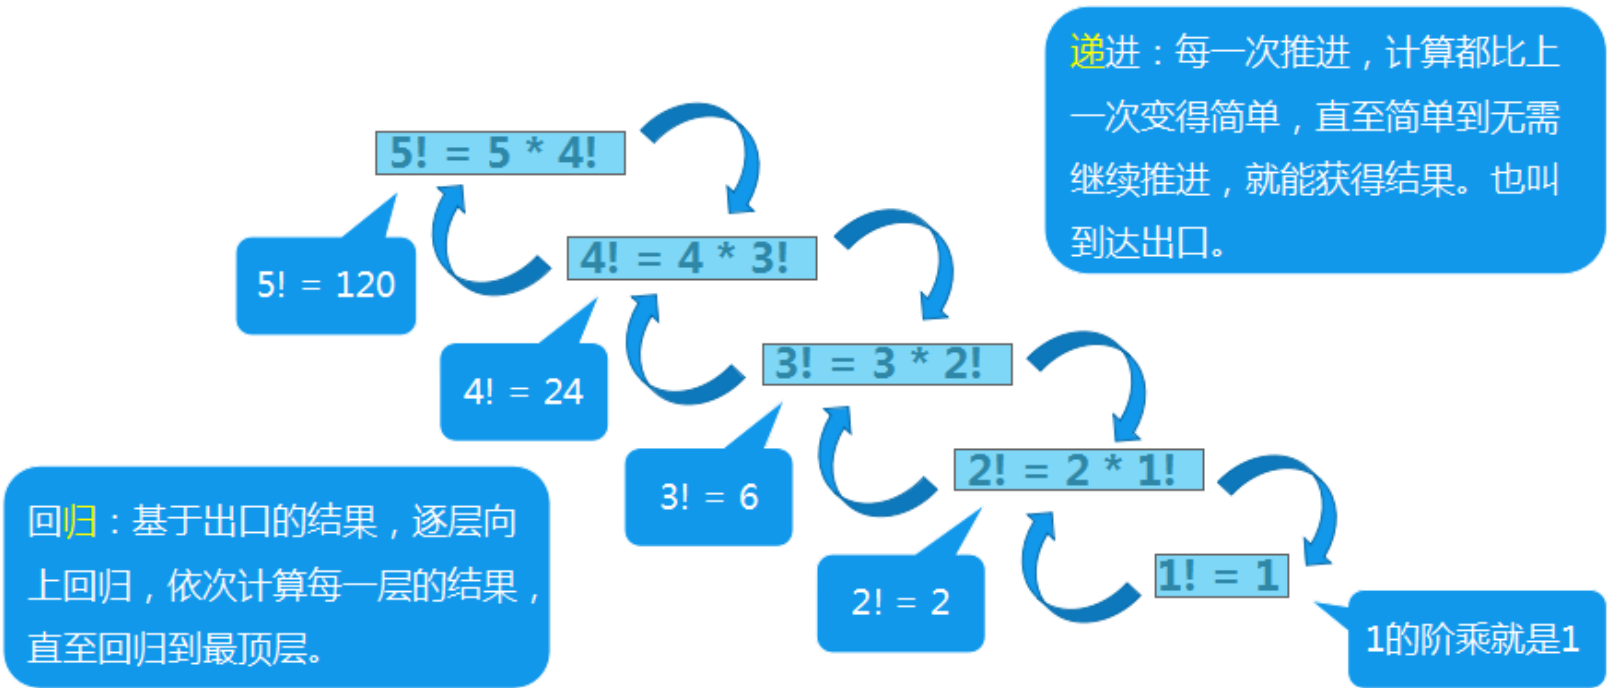 递进：每一次推进，计算都比上
一次变得简单，直至简单到无需
继续推进，就能获得结果。也叫
到达出口。
5! = 5 * 4!
4! = 4 * 3!
5! = 120
3! = 3 * 2!
4! = 24
2! = 2 * 1!
3! = 6
1! = 1
2! = 2
1的阶乘就是1
回归：基于出口的结果，逐层向
上回归，依次计算每一层的结果，
直至回归到最顶层。